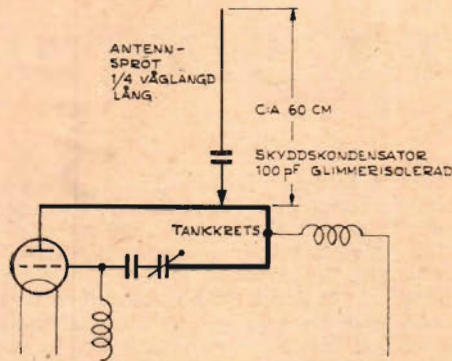 ANTENN-
SPRÖT
1/4 VÅGLÄNGD
LÅNG
C:A 60 CM
SKYDDSKONDENSATOR
100 pF GLIMMERISOLERAD
TANKKRETS